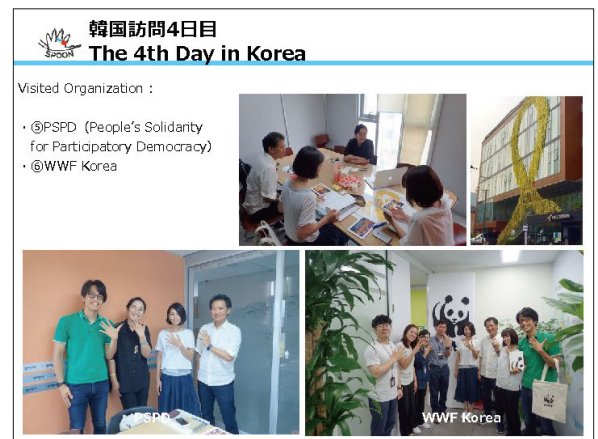 SPOON
韓国訪問4日目
The 4th Day in Korea
Visited Organization :
・⑤PSPD (People's Solidarity
for Participatory Democracy)
・⑥WWF Korea
PSPD
WWF Korea